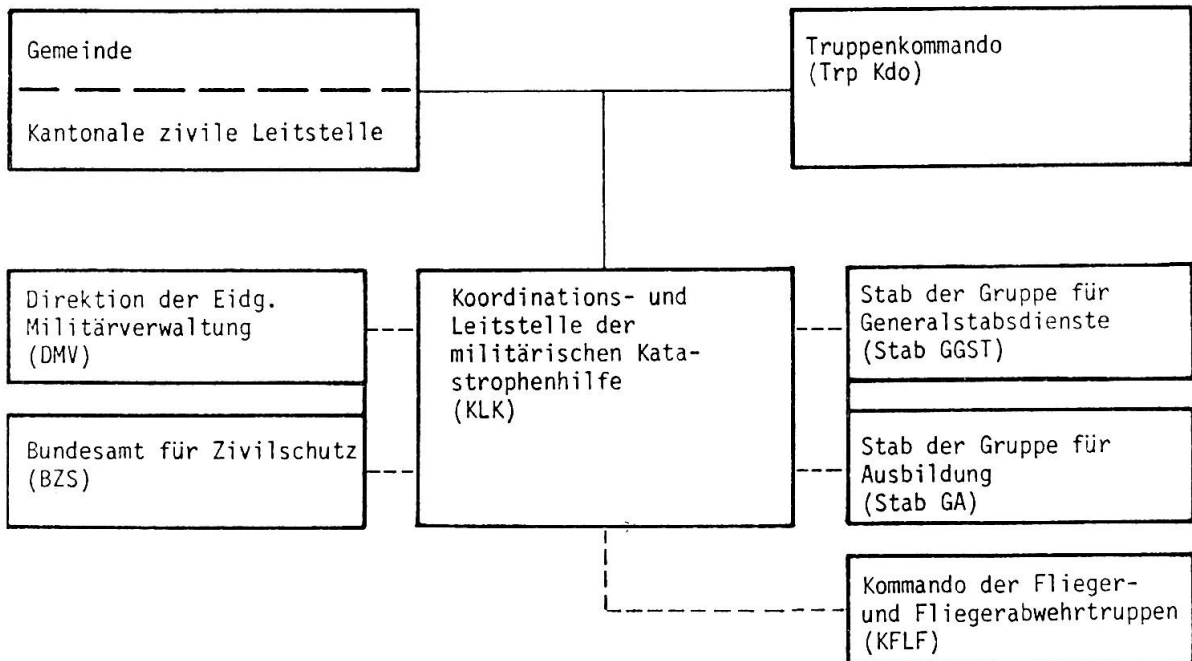 Gemeinde
Kantonale zivile Leitstelle
Truppenkommando
(Trp Kdo)
Direktion der Eidg.
Militärverwaltung
(DMV)
Bundesamt für Zivilschutz
(BZS)
Koordinations- und
Leitstelle der
militärischen Kata-
strophenhilfe
(KLK)
Stab der Gruppe für
Generalstabsdienste
(Stab GGST)
Stab der Gruppe für
Ausbildung
(Stab GA)
Kommando der Flieger-
und Fliegerabwehrtruppen
(KFLF)